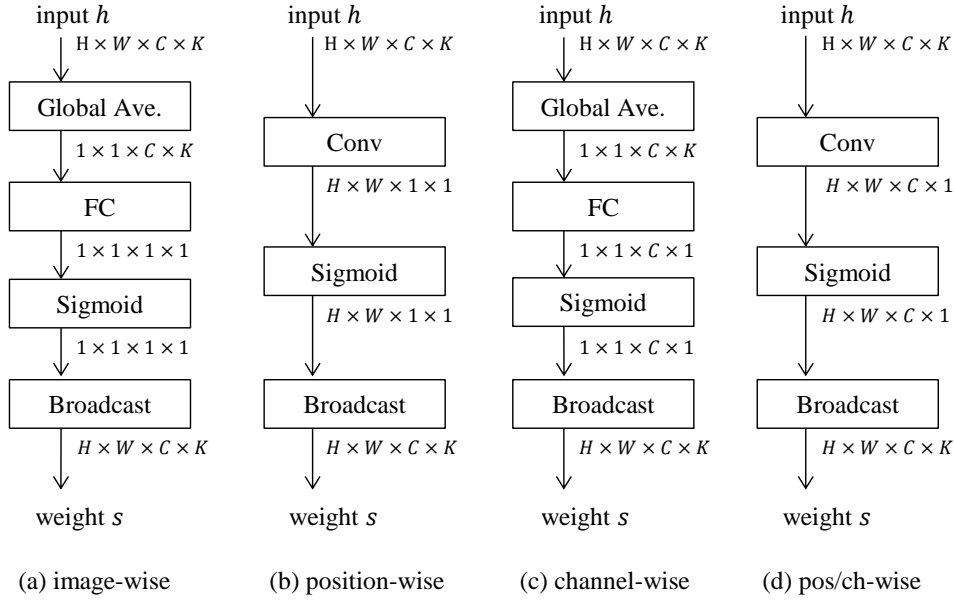 input h
H × W × C × K
Global Ave.
1 × 1 × C × K
FC
1 × 1 × 1 × 1
Sigmoid
1 × 1 × 1 × 1
Broadcast
H × W × C × K
weight s
(a) image-wise
input h
H × W × C × K
Conv
H × W × 1 × 1
Sigmoid
H × W × 1 × 1
Broadcast
H × W × C × K
weight s
(b) position-wise
input h
H × W × C × K
Global Ave.
1 × 1 × C × K
FC
1 × 1 × C × 1
Sigmoid
1 × 1 × C × 1
Broadcast
H × W × C × K
weight s
(c) channel-wise
input h
H × W × C × K
Conv
H × W × C × 1
Sigmoid
H × W × C × 1
Broadcast
H × W × C × K
weight s
(d) pos/ch-wise